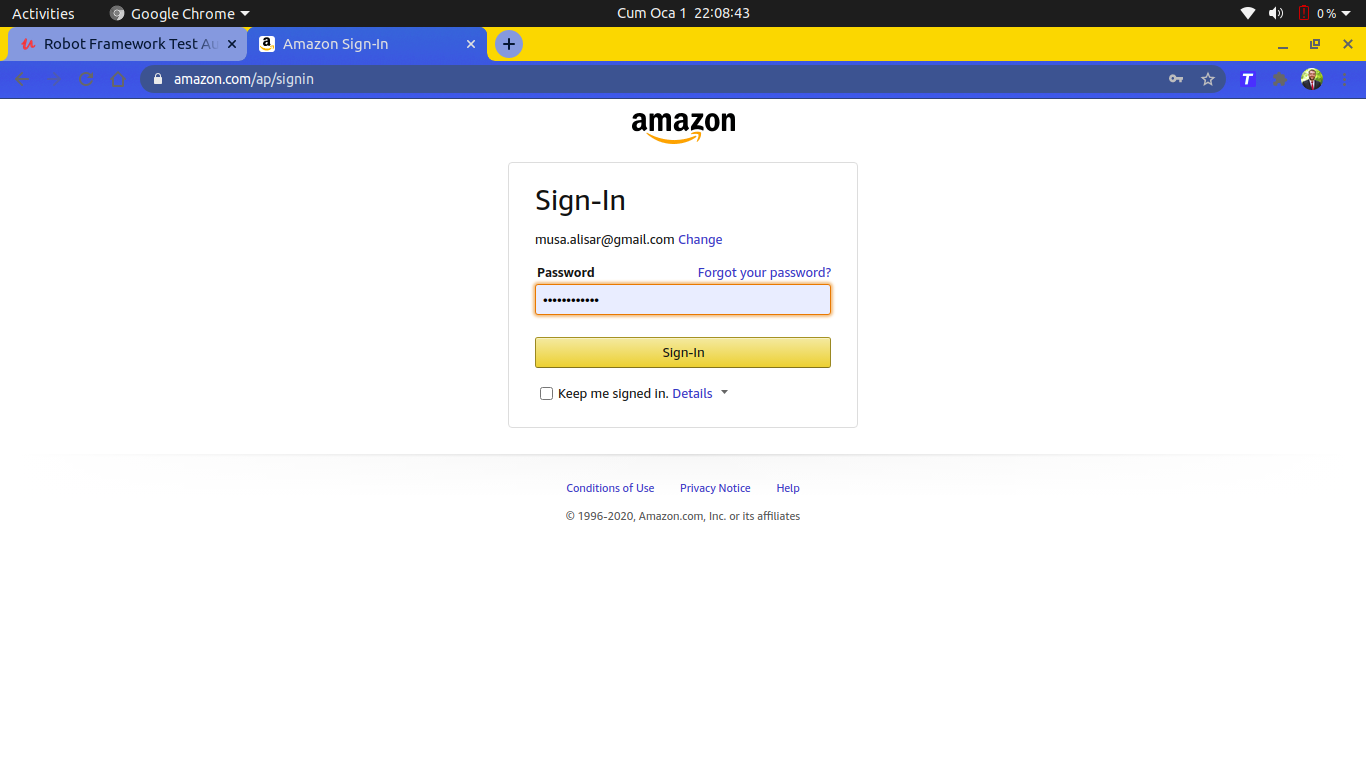 Activities Google Chrome Cum Oca 1 22:08:43 0 %
Robot Framework Test Au Amazon Sign-In
amazon.com/ap/signin T
amazon
Sign-In
musa.alisar@gmail.com Change
Password Forgot your password?
••••••••••••
Sign-In
Keep me signed in. Details
Conditions of Use Privacy Notice Help
© 1996-2020, Amazon.com, Inc. or its affiliates